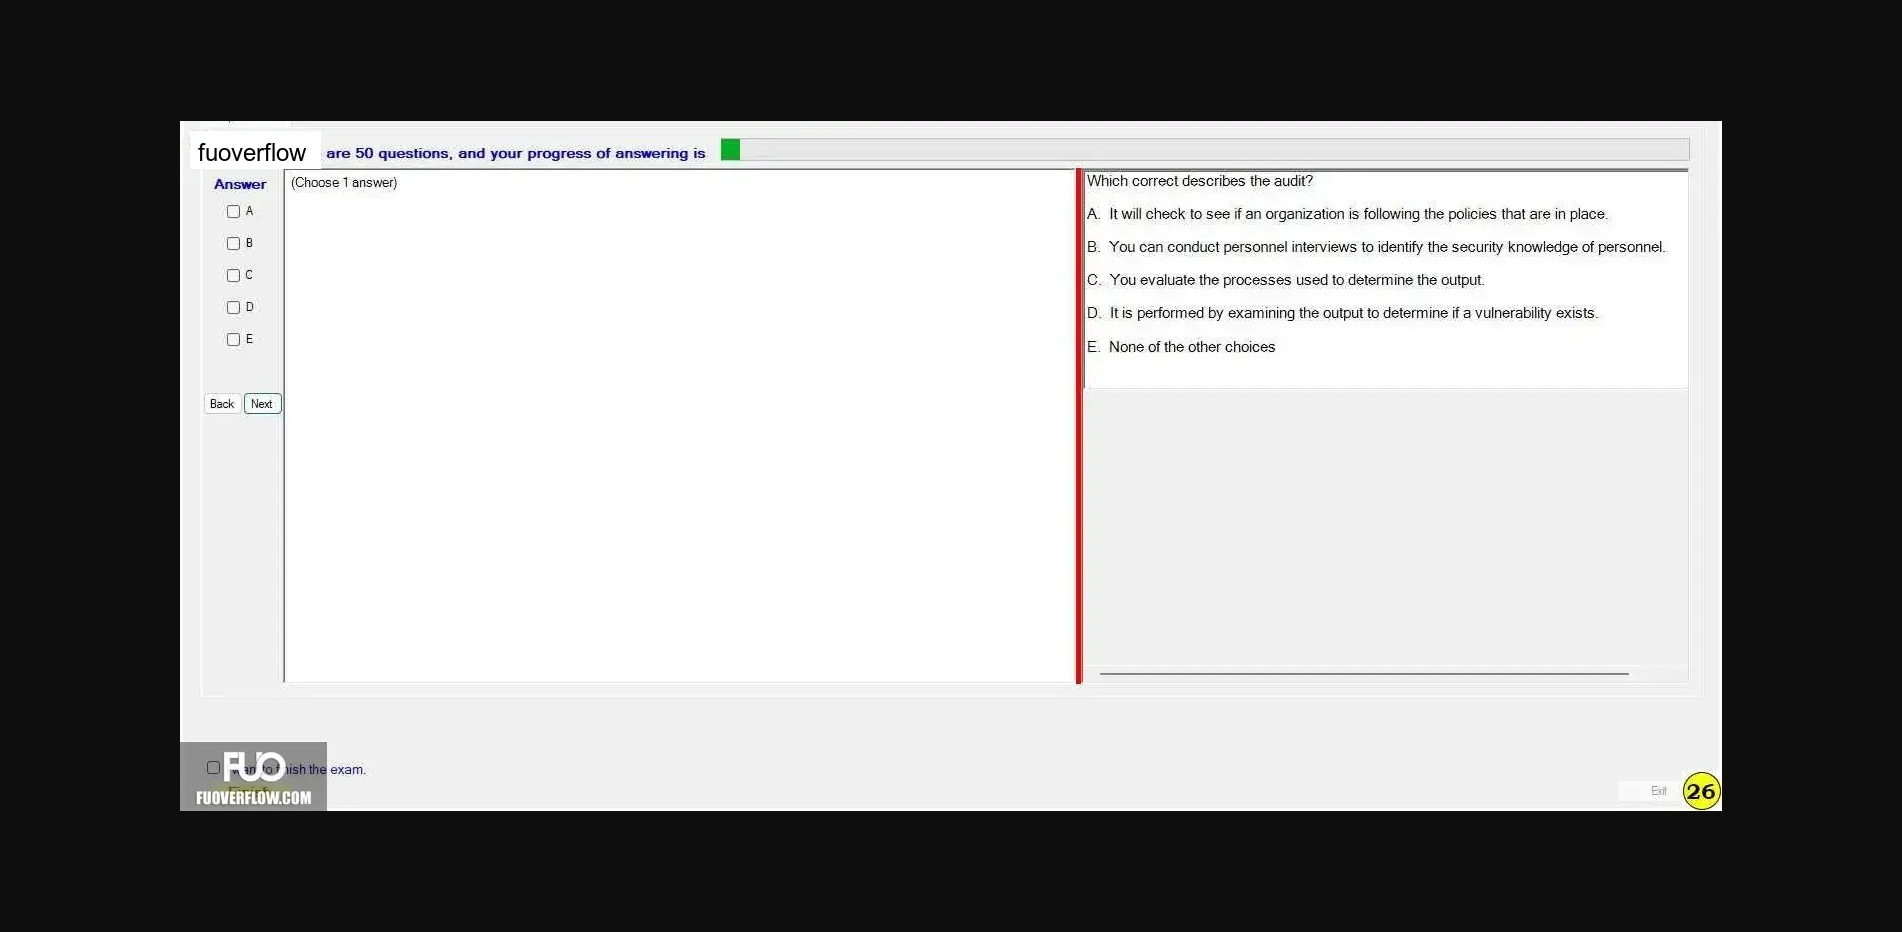 fuoverflow are 50 questions, and your progress of answering is
Answer
A
B
C
D
E
Back Next
(Choose 1 answer)
Which correct describes the audit?
A. It will check to see if an organization is following the policies that are in place.
B. You can conduct personnel interviews to identify the security knowledge of personnel.
C. You evaluate the processes used to determine the output.
D. It is performed by examining the output to determine if a vulnerability exists.
E. None of the other choices
FUO
the exam.
FUOVERFLOW.COM
Exit
26